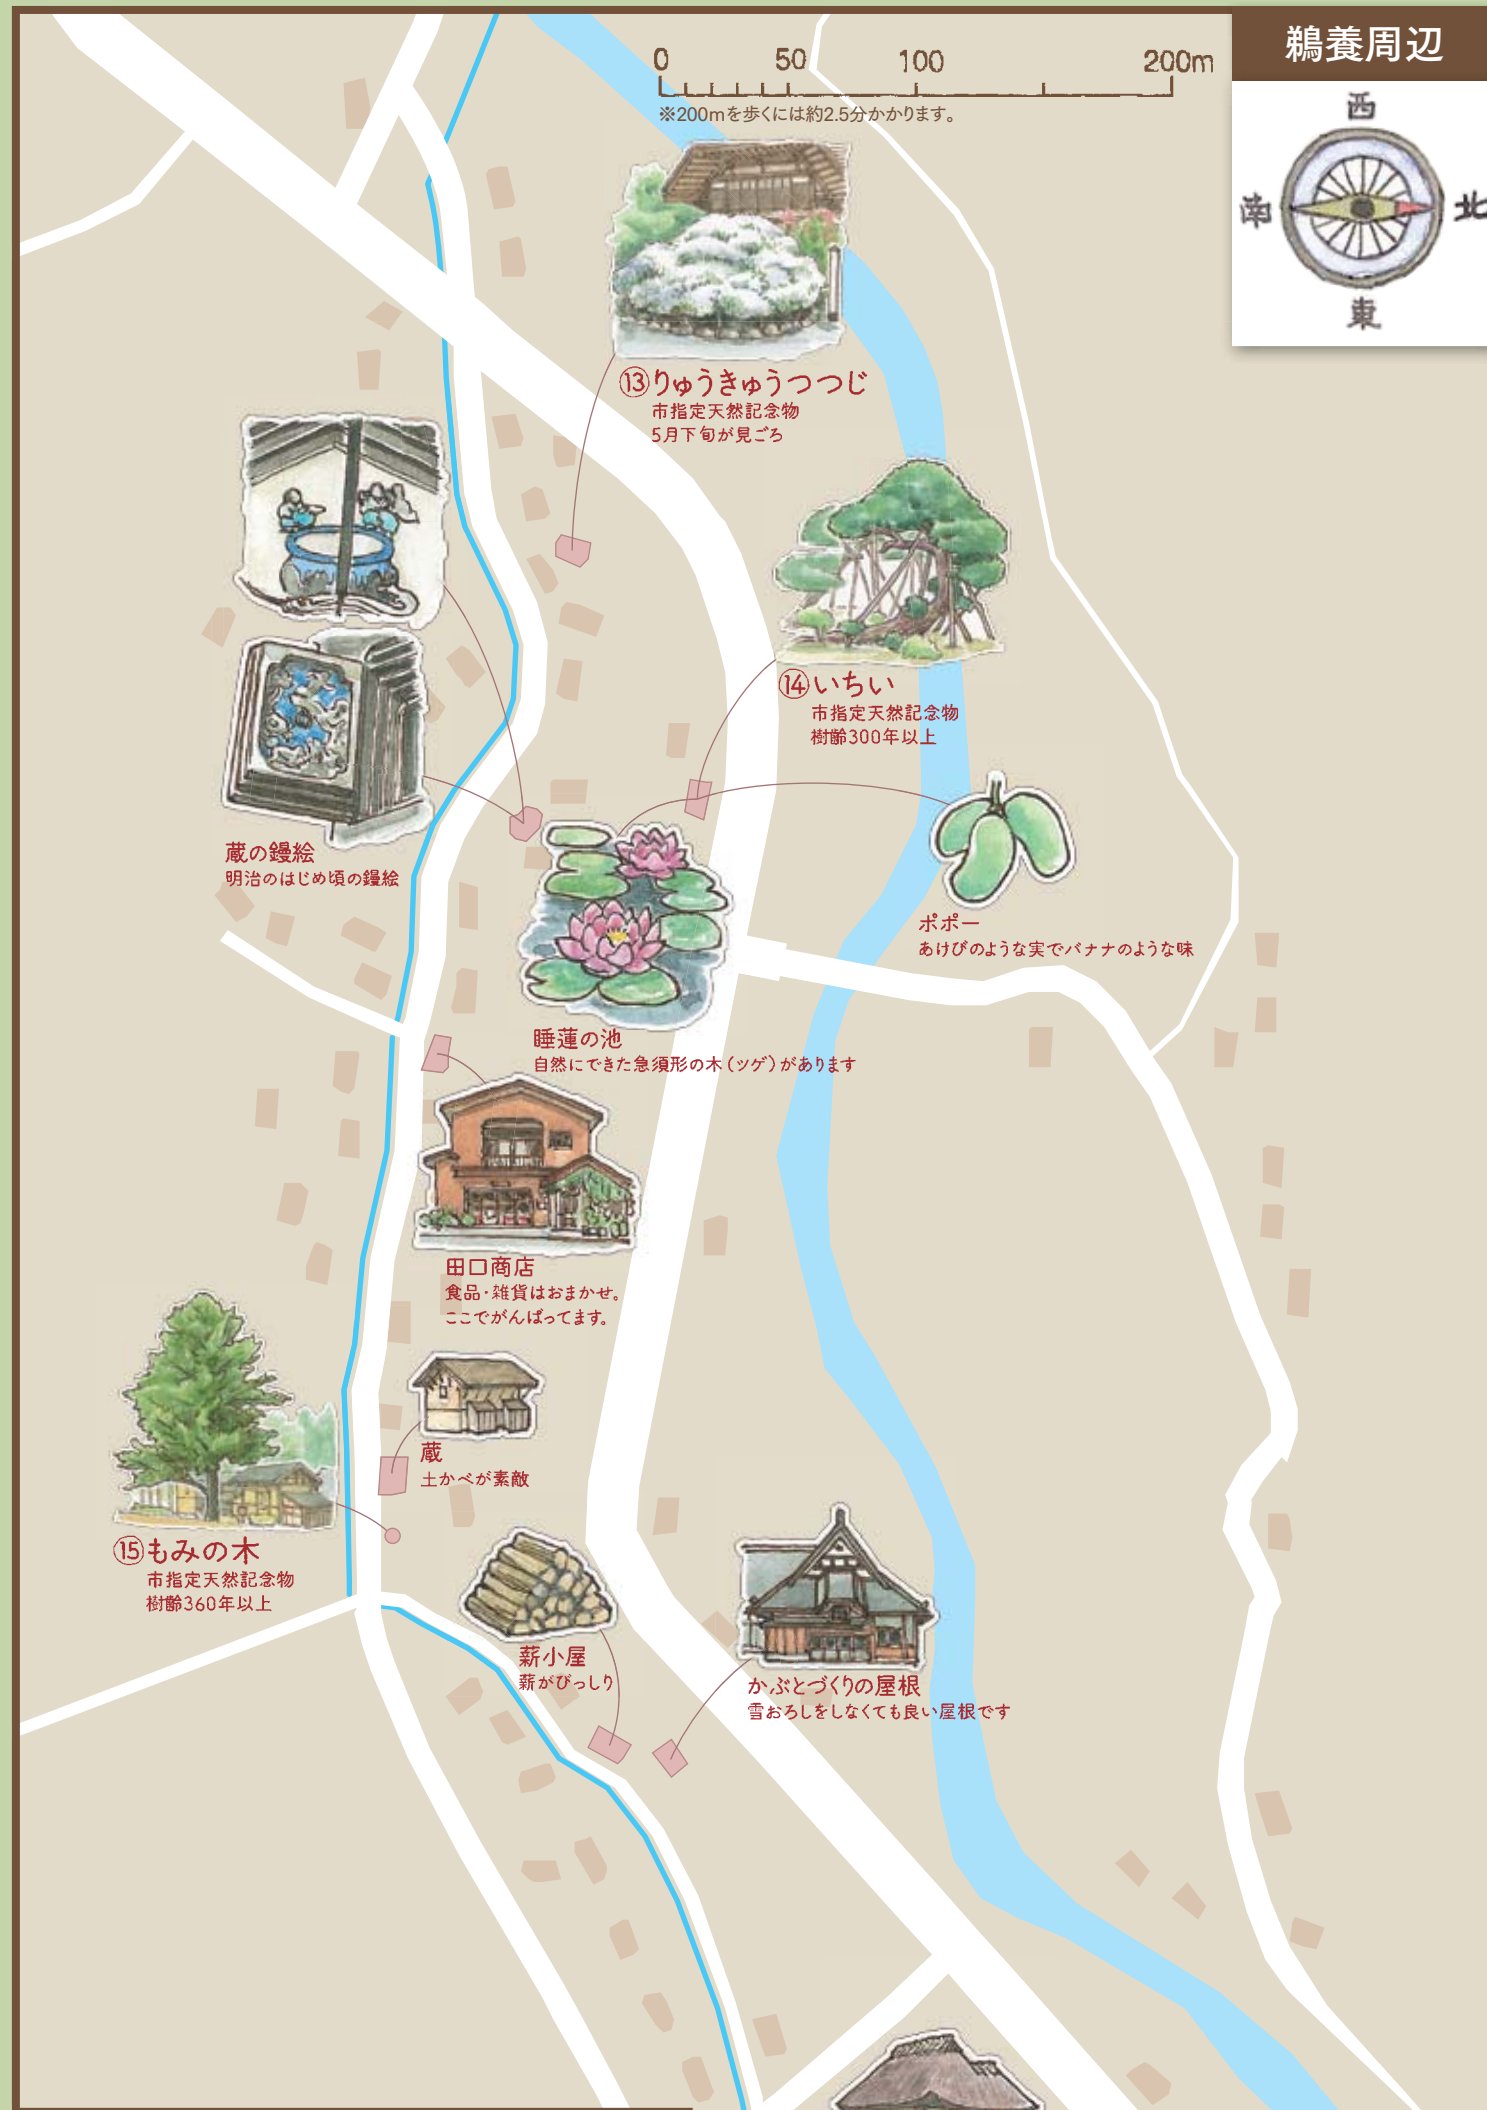 鵜養周辺
西
南
北
東
0 50 100 200m
※200mを歩くには約2.5分かかります。
⑬りゅうきゅうつつじ
市指定天然記念物
5月下旬が見ごろ
⑭いちい
市指定天然記念物
樹齢300年以上
蔵の鏝絵
明治のはじめ頃の鏝絵
ポポー
あけびのような実でバナナのような味
睡蓮の池
自然にできた急須形の木(ツゲ)があります
田口商店
食品・雑貨はおまかせ。
ここでがんばってます。
蔵
土かべが素敵
⑮もみの木
市指定天然記念物
樹齢360年以上
薪小屋
薪がびっしり
かぶとづくりの屋根
雪おろしをしなくても良い屋根です